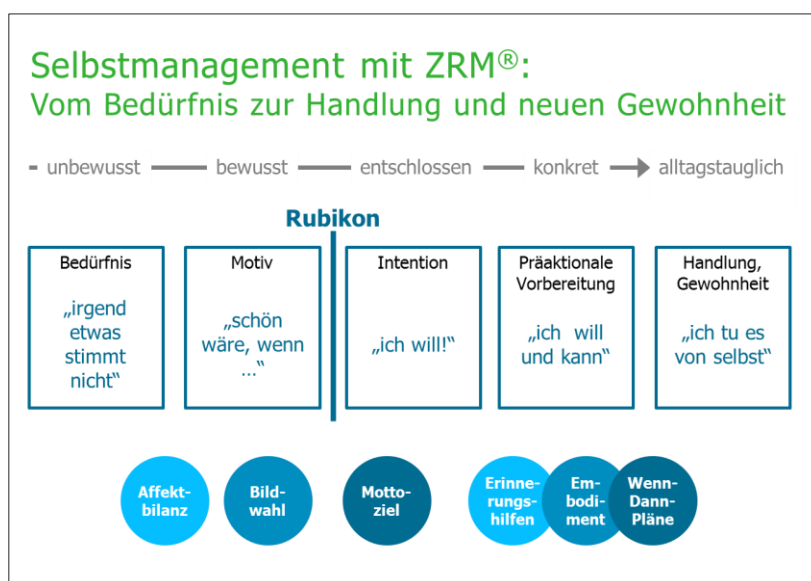 Selbstmanagement mit ZRM®:
Vom Bedürfnis zur Handlung und neuen Gewohnheit
unbewusst bewusst entschlossen konkret alltagstauglich
Rubikon
Bedürfnis
„irgend
etwas
stimmt
nicht“
Motiv
„schön
wäre, wenn
…“
Intention
„ich will!“
Präaktionale
Vorbereitung
„ich will
und kann“
Handlung,
Gewohnheit
„ich tu es
von selbst“
Affekt-
bilanz
Bild-
wahl
Motto-
ziel
Erinne-
rungs-
hilfen
Em-
bodi-
ment
Wenn-
Dann-
Pläne